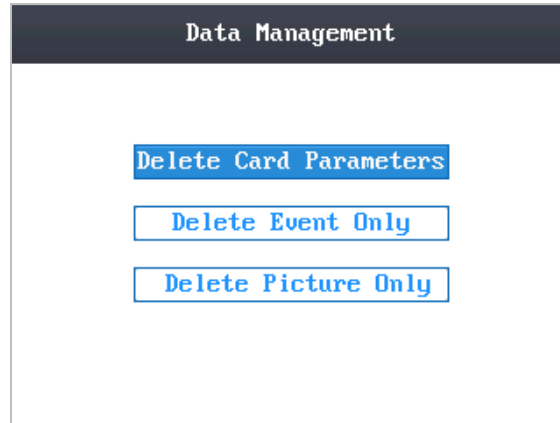 Data Management
Delete Card Parameters
Delete Event Only
Delete Picture Only